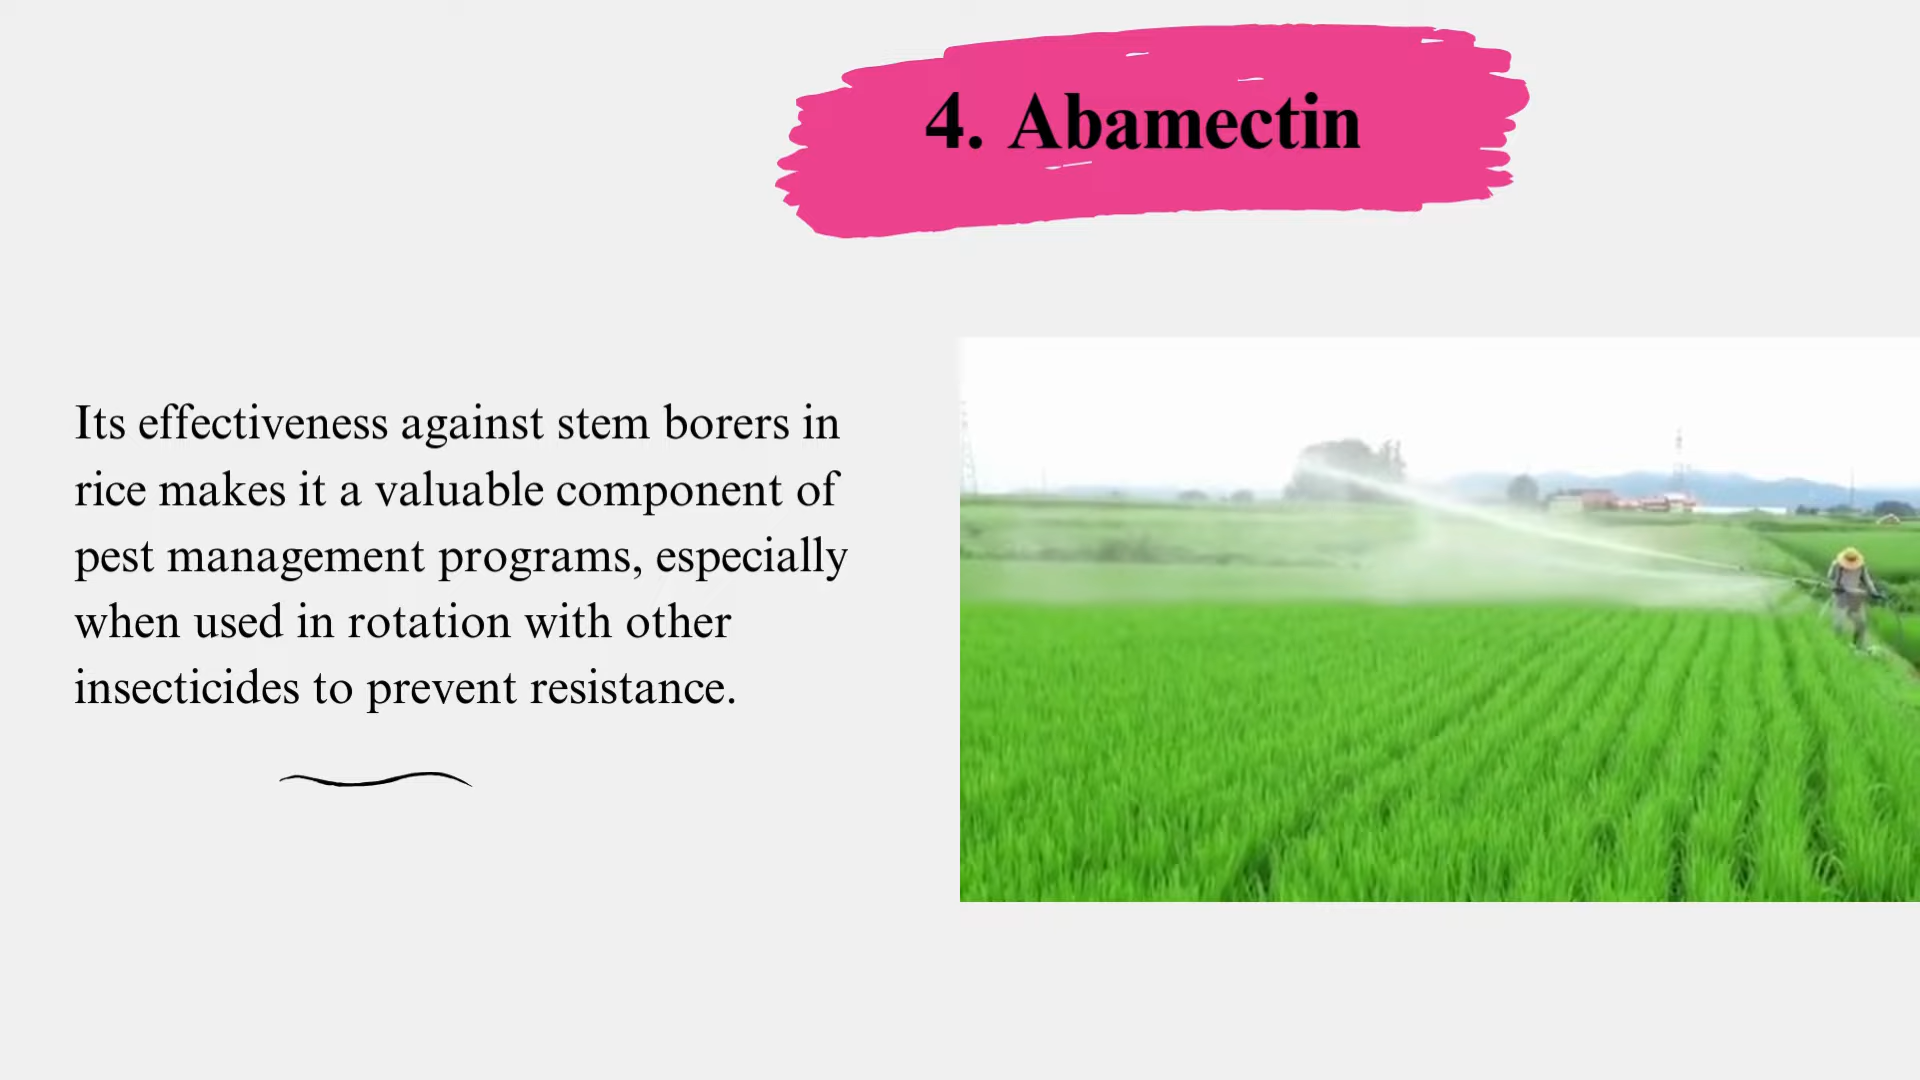 4. Abamectin
Its effectiveness against stem borers in
rice makes it a valuable component of
pest management programs, especially
when used in rotation with other
insecticides to prevent resistance.